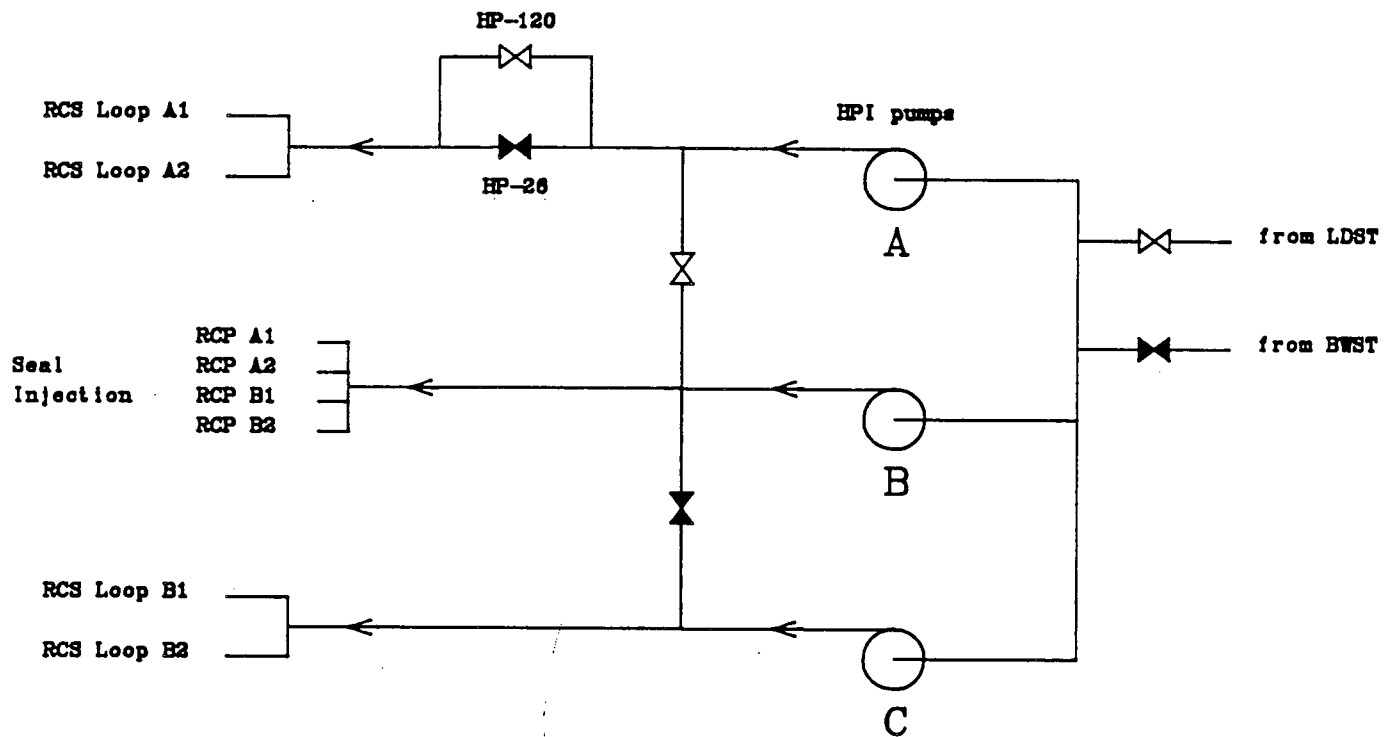 HP-120
RCS Loop A1
HPI pumps
RCS Loop A2
HP-26
A
from LDST
RCP A1
from BWST
Seal
RCP A2
Injection
RCP B1
RCP B2
B
RCS Loop B1
RCS Loop B2
C